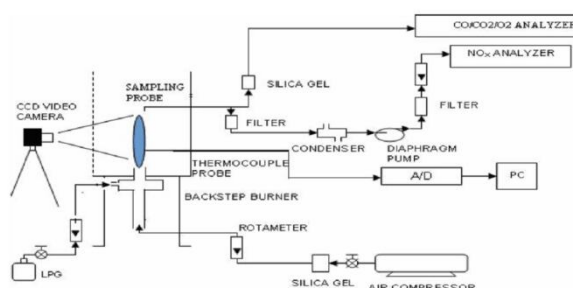 CO/CO2/O2 ANALYZER
NOx ANALYZER
SAMPLING
PROBE
SILICA GEL
CCD VIDEO
CAMERA
FILTER
FILTER
CONDENSER
DIAPHRAGM
PUMP
THERMOCOUPLE
PROBE
A/D
PC
BACKSTEP BURNER
ROTAMETER
LPG
SILICA GEL
AIR COMPRESSOR